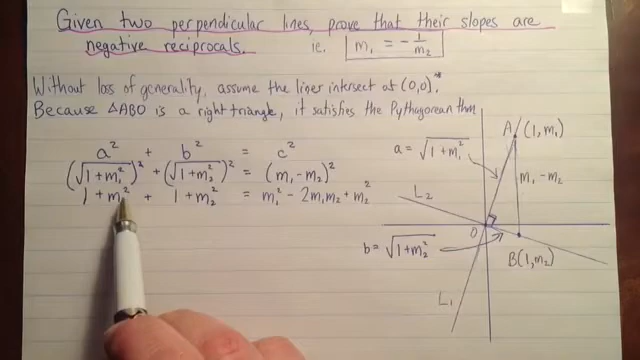 Given two perpendicular lines, prove that their slopes are
negative reciprocals. ie. m₁ = -1/m₂
Without loss of generality, assume the lines intersect at (0,0)*.
Because △ABO is a right triangle, it satisfies the Pythagorean thm
a² + b² = c²
(√1+m₁²)² + (√1+m₂²)² = (m₁-m₂)²
1+m₁² + 1+m₂² = m₁² - 2m₁m₂ + m₂²
A (1,m₁)
a = √1+m₁²
m₁ - m₂
L₂
O
b = √1+m₂²
B(1,m₂)
L₁